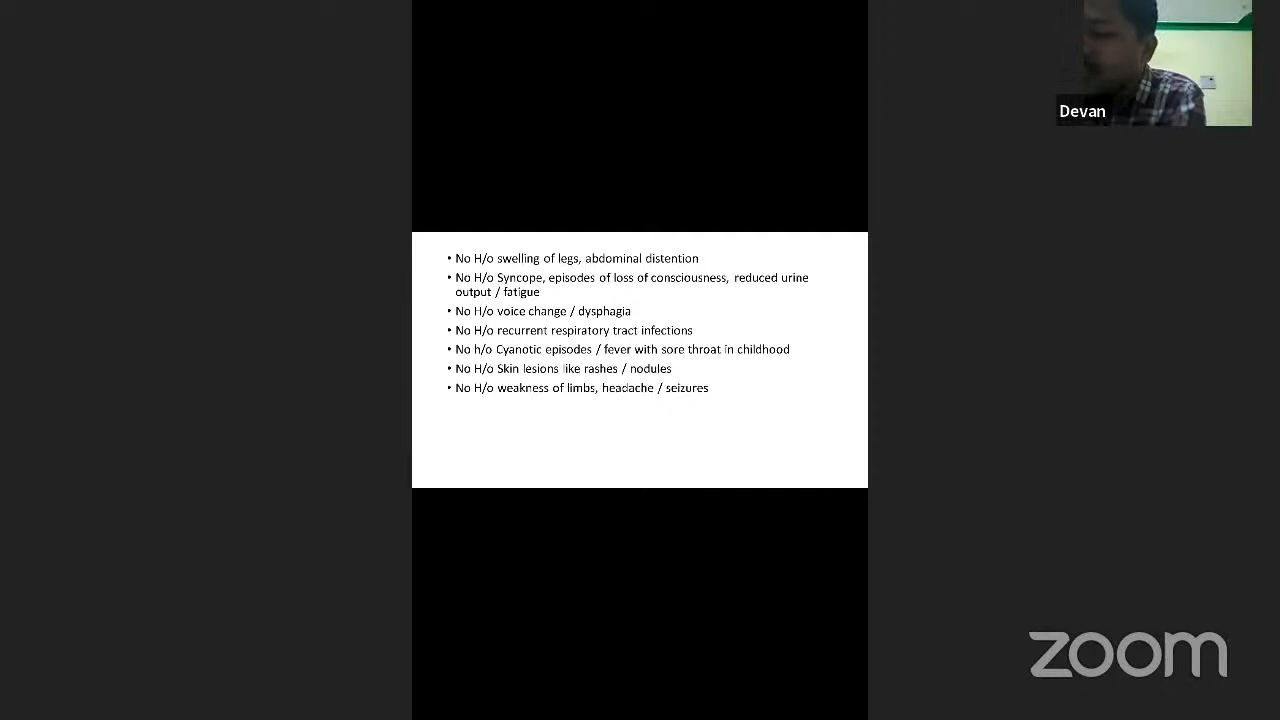 Devan
• No H/o swelling of legs, abdominal distention
• No H/o Syncope, episodes of loss of consciousness, reduced urine
output / fatigue
• No H/o voice change / dysphagia
• No H/o recurrent respiratory tract infections
• No h/o Cyanotic episodes / fever with sore throat in childhood
• No H/o Skin lesions like rashes / nodules
• No H/o weakness of limbs, headache / seizures
zoom